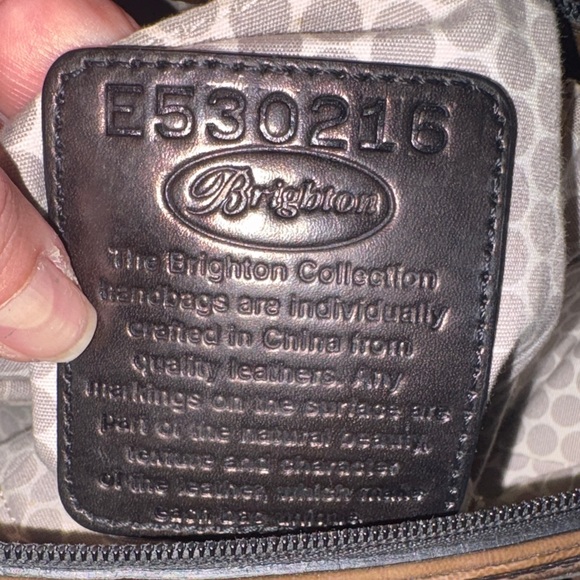 E530216
Brighton
The Brighton Collection
handbags are individually
crafted in China from
quality leathers. Any
markings on the surface are
part of the natural beauty,
texture and character
of the leather, which make
each bag unique.